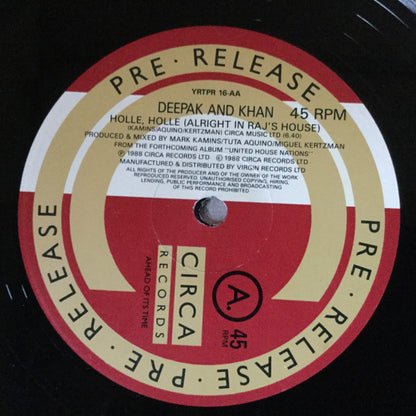 PRE · RELEASE
YRTPR 16-AA
DEEPAK AND KHAN 45 RPM
HOLLE, HOLLE (ALRIGHT IN RAJ'S HOUSE)
(KAMINS/AQUINO/KERTZMAN) CIRCA MUSIC LTD (6.40)
PRODUCED & MIXED BY MARK KAMINS/TUTA AQUINO/MIGUEL KERTZMAN
FROM THE FORTHCOMING ALBUM "UNITED HOUSE NATIONS"
℗ 1988 CIRCA RECORDS LTD © 1988 CIRCA RECORDS LTD
MANUFACTURED & DISTRIBUTED BY VIRGIN RECORDS LTD
ALL RIGHTS OF THE PRODUCER AND OF THE OWNER OF THE WORK
REPRODUCED RESERVED. UNAUTHORISED COPYING, HIRING,
LENDING, PUBLIC PERFORMANCE AND BROADCASTING
OF THIS RECORD PROHIBITED.
CIRCA
RECORDS
AHEAD OF ITS TIME
A.
45
RPM
PRE · RELEASE · PRE · RELEASE ·